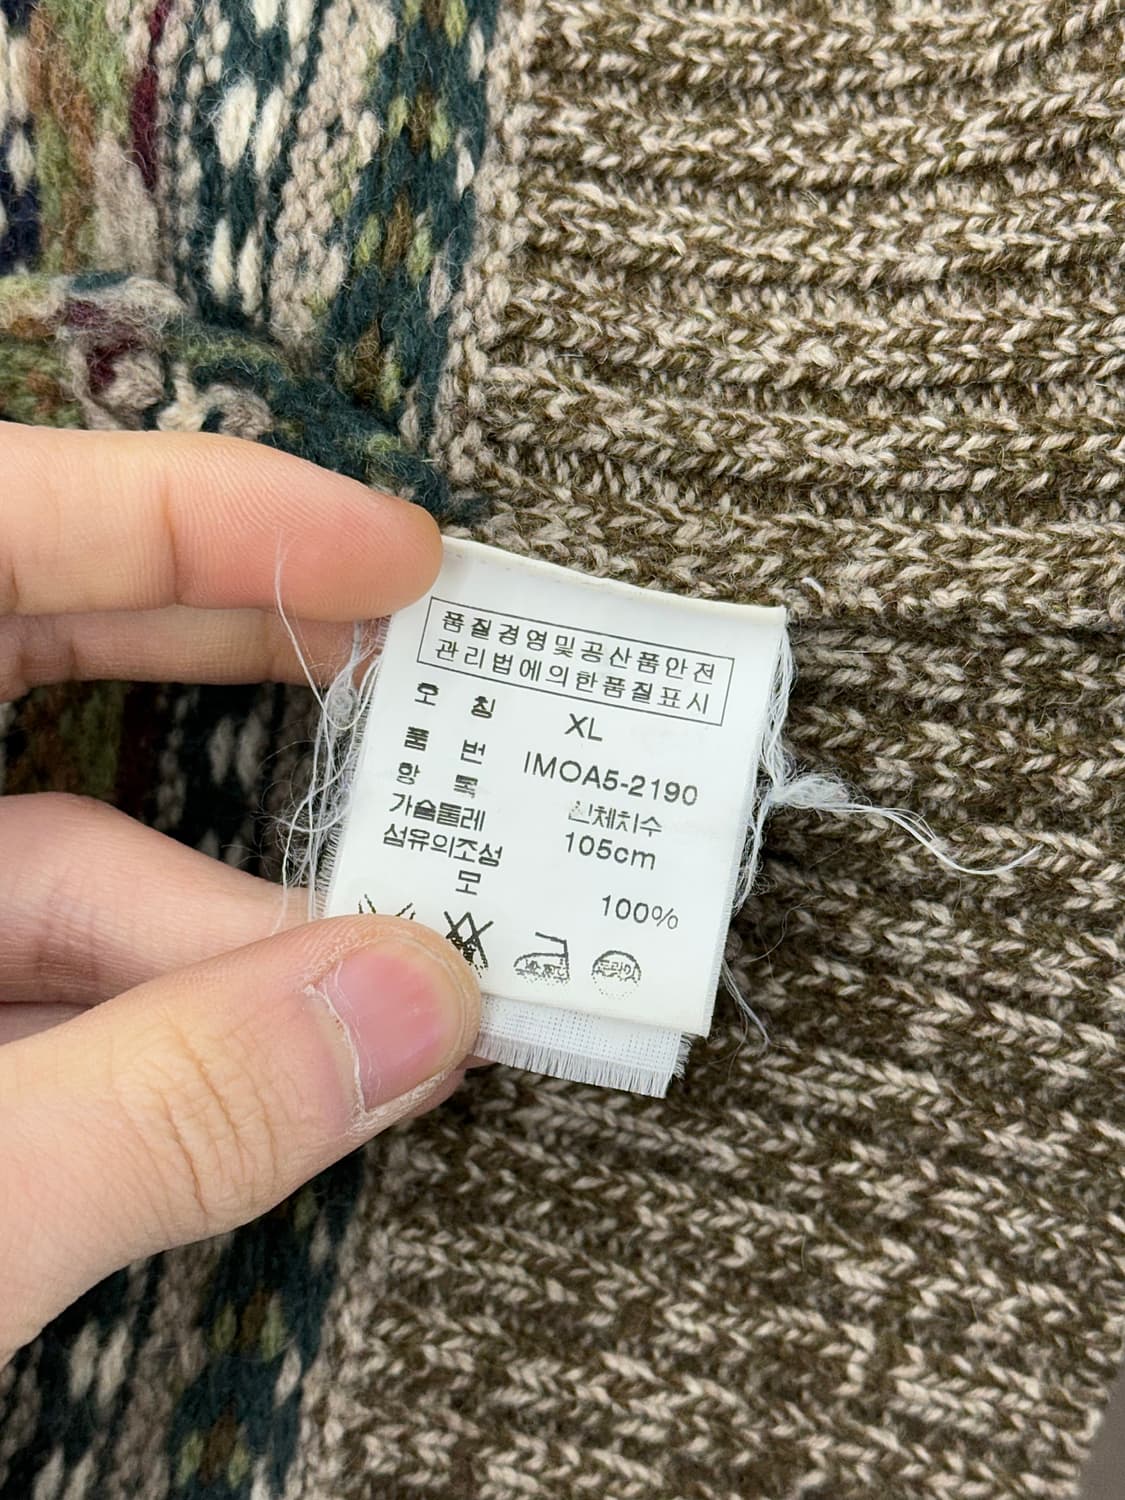 품질경영및공산품안전
관리법에의한품질표시
호 칭 XL
품 번 IMOA5-2190
항 목 신체치수
가슴둘레 105cm
섬유의조성
모 100%
드라이